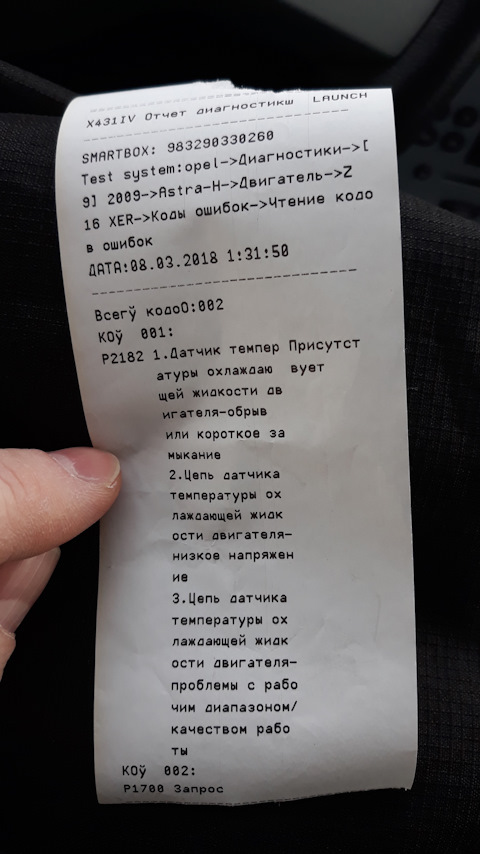 X431IV Отчет диагностикш LAUNCH
SMARTBOX: 983290330260
Test system:opel->Диагностики->[
9] 2009->Astra-H->Двигатель->Z
16 XER->Коды ошибок->Чтение кодо
в ошибок
ДАТА:08.03.2018 1:31:50
Всегў кодоО:002
КОў 001:
P2182 1.Датчик темпер Присутст
атуры охлаждаю вует
щей жидкости дв
игателя-обрыв
или короткое за
мыкание
2.Цепь датчика
температуры ох
лаждающей жидк
ости двигателя-
низкое напряжен
ие
3.Цепь датчика
температуры ох
лаждающей жидк
ости двигателя-
проблемы с рабо
чим диапазоном/
качеством рабо
ты
КОў 002:
P1700 Запрос